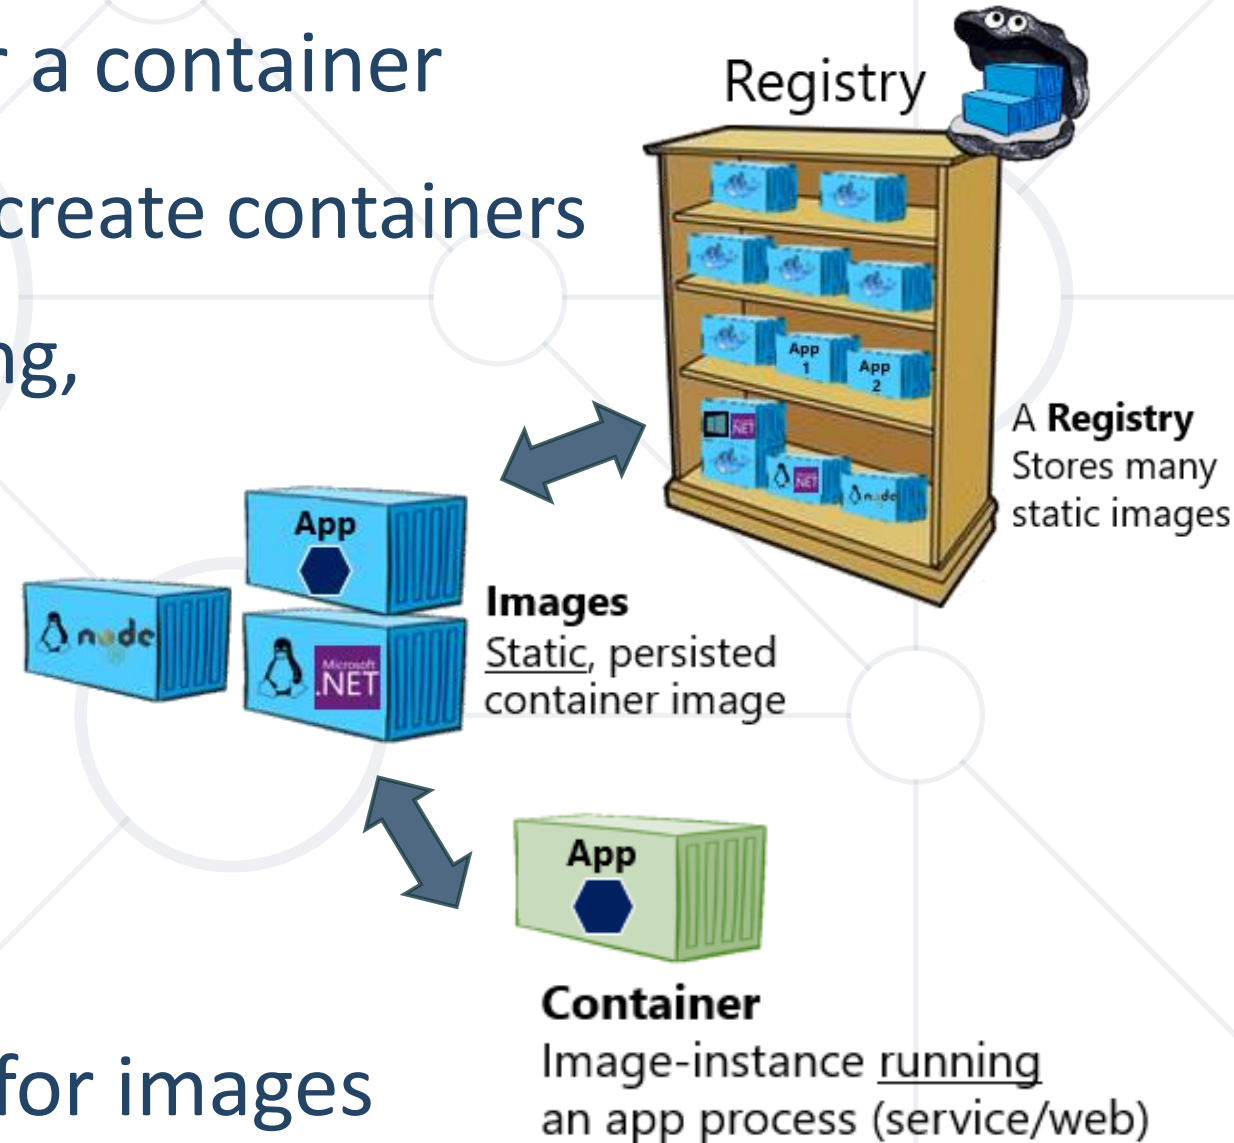 r a container
create containers
ng,
for images
Registry
App
1
App
2
.NET
.NET
node
A Registry
Stores many
static images
App
node
Microsoft
.NET
Images
Static, persisted
container image
App
Container
Image-instance running
an app process (service/web)